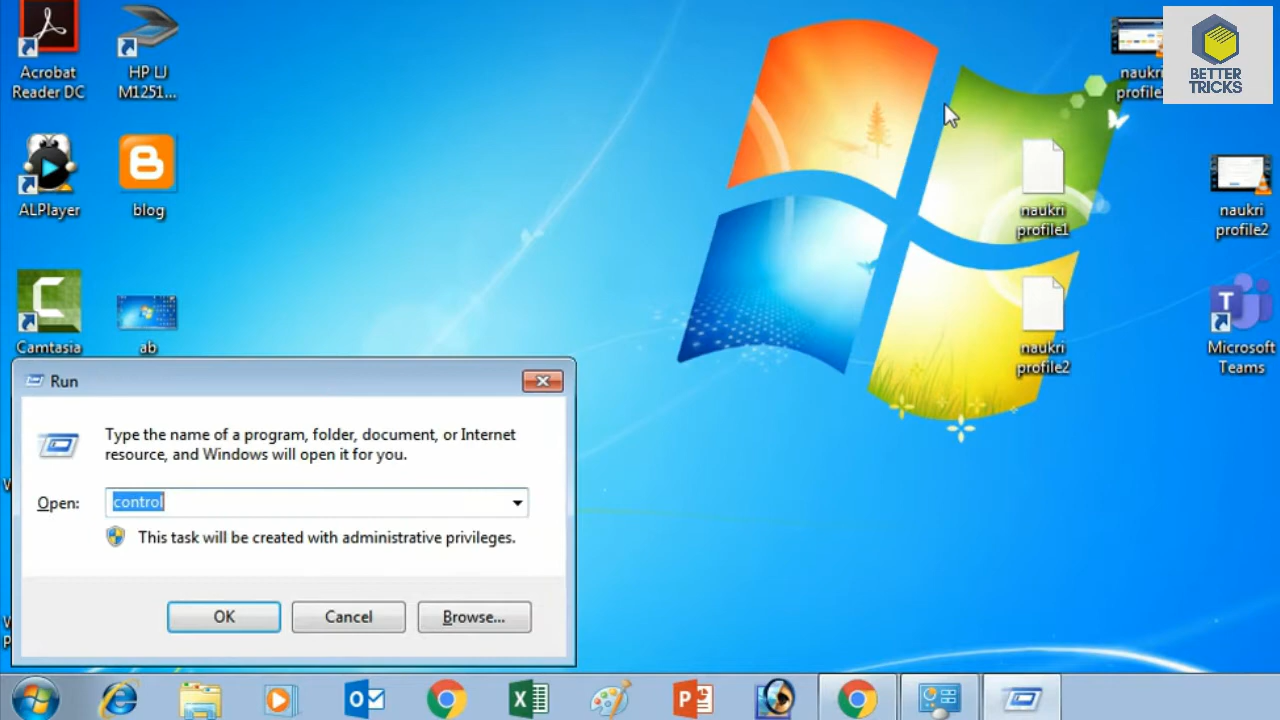 Acrobat
Reader DC
HP LJ
M1251...
naukri
profile
BETTER
TRICKS
ALPlayer
blog
naukri
profile1
naukri
profile2
Camtasia
ab
naukri
profile2
Microsoft
Teams
Run
Type the name of a program, folder, document, or Internet
resource, and Windows will open it for you.
Open:
control
This task will be created with administrative privileges.
OK
Cancel
Browse...